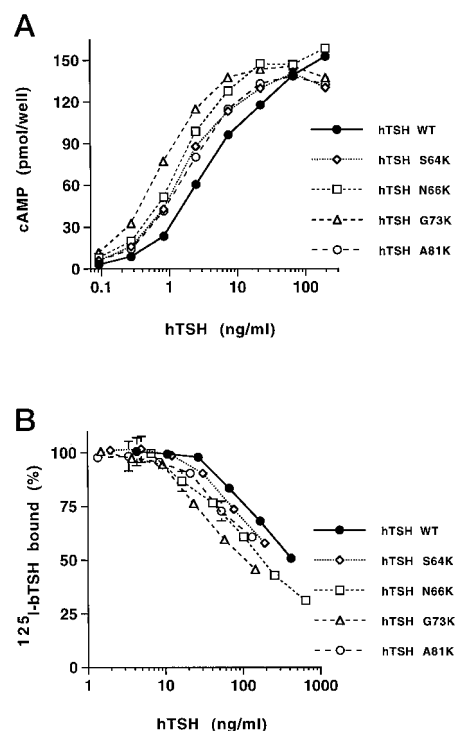 A
cAMP (pmol/well)
150
120
90
60
30
0
0.1 1 10 100
hTSH (ng/ml)
hTSH WT
hTSH S64K
hTSH N66K
hTSH G73K
hTSH A81K
B
125I-bTSH bound (%)
100
75
50
25
0
1 10 100 1000
hTSH (ng/ml)
hTSH WT
hTSH S64K
hTSH N66K
hTSH G73K
hTSH A81K